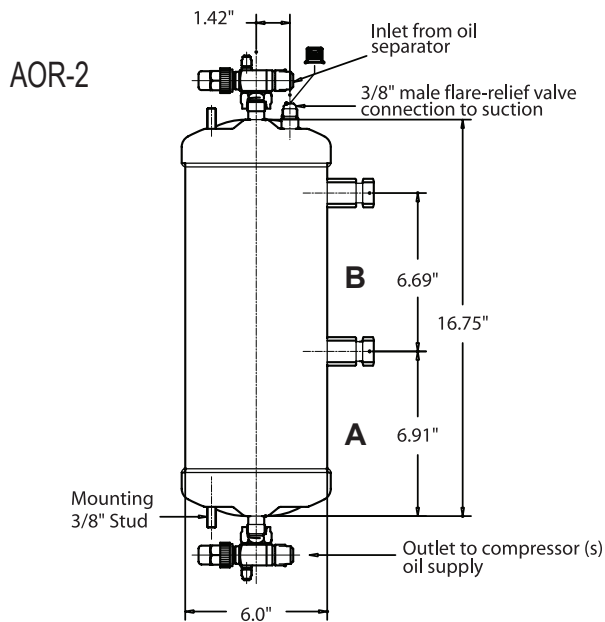 1.42"
Inlet from oil
separator
AOR-2
3/8" male flare-relief valve
connection to suction
B
6.69"
16.75"
A
6.91"
Mounting
3/8" Stud
Outlet to compressor (s)
oil supply
6.0"